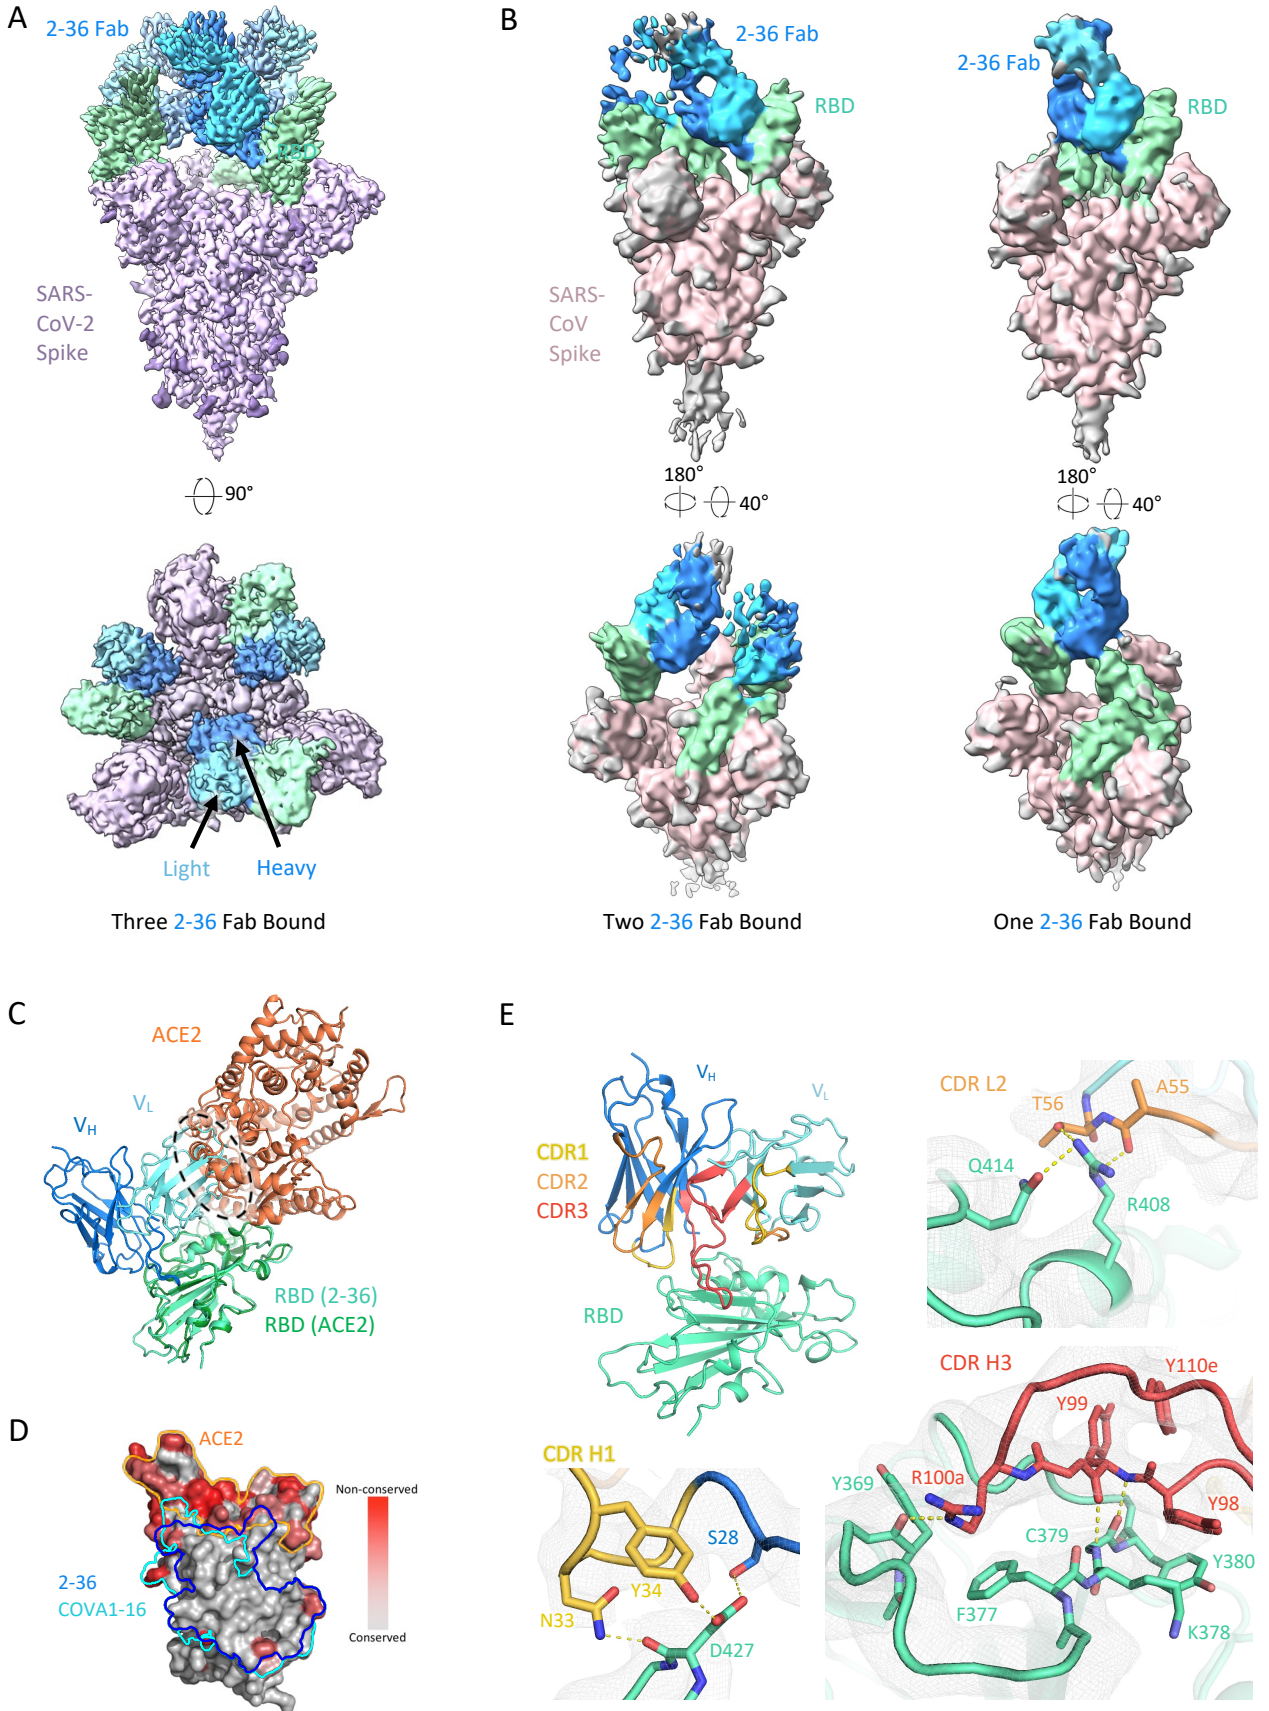 A
2-36 Fab
RBD
SARS-
CoV-2
Spike
90°
Light
Heavy
Three 2-36 Fab Bound
B
2-36 Fab
RBD
2-36 Fab
RBD
SARS-
CoV
Spike
180°
40°
180°
40°
Two 2-36 Fab Bound
One 2-36 Fab Bound
C
ACE2
VL
VH
RBD (2-36)
RBD (ACE2)
D
ACE2
Non-conserved
Conserved
2-36
COVA1-16
E
VH
VL
CDR1
CDR2
CDR3
RBD
CDR L2
A55
T56
Q414
R408
CDR H1
S28
Y34
N33
D427
CDR H3
Y110e
Y99
Y369
R100a
Y98
C379
Y380
F377
K378